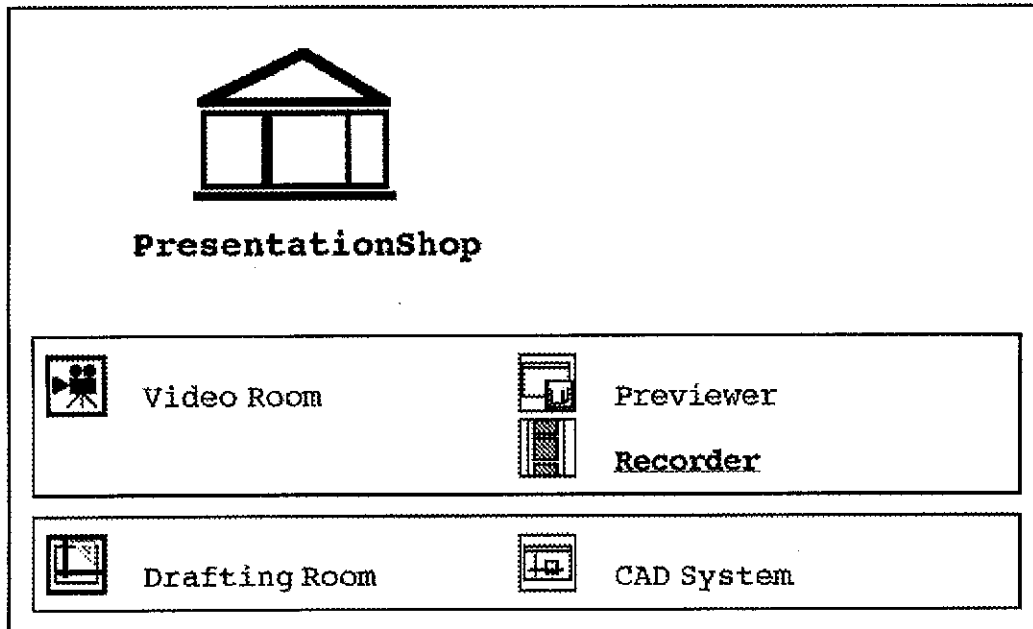 PresentationShop
Video Room
Previewer
Recorder
Drafting Room
CAD System